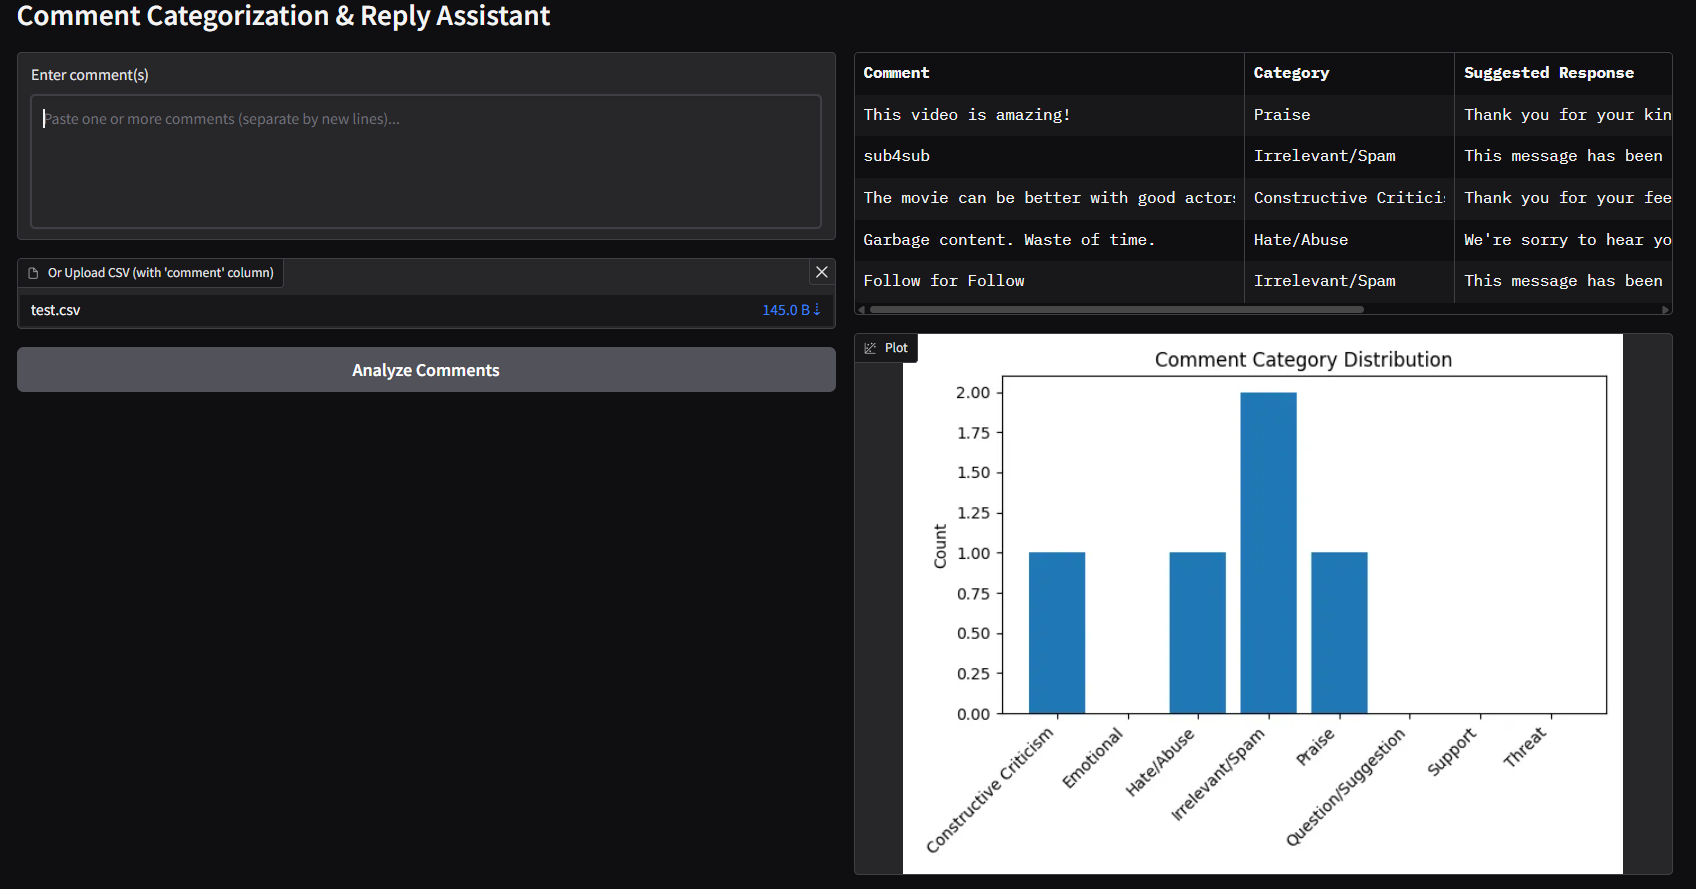 Comment Categorization & Reply Assistant
Enter comment(s)
Paste one or more comments (separate by new lines)...
Or Upload CSV (with 'comment' column)
test.csv
145.0 B ⇣
Analyze Comments
Comment Category Suggested Response
This video is amazing! Praise Thank you for your kin
sub4sub Irrelevant/Spam This message has been
The movie can be better with good actors Constructive Criticis Thank you for your fee
Garbage content. Waste of time. Hate/Abuse We're sorry to hear yo
Follow for Follow Irrelevant/Spam This message has been
Plot
Comment Category Distribution
2.00
1.75
1.50
1.25
1.00
0.75
0.50
0.25
0.00
Count
Constructive Criticism
Emotional
Hate/Abuse
Irrelevant/Spam
Praise
Question/Suggestion
Support
Threat